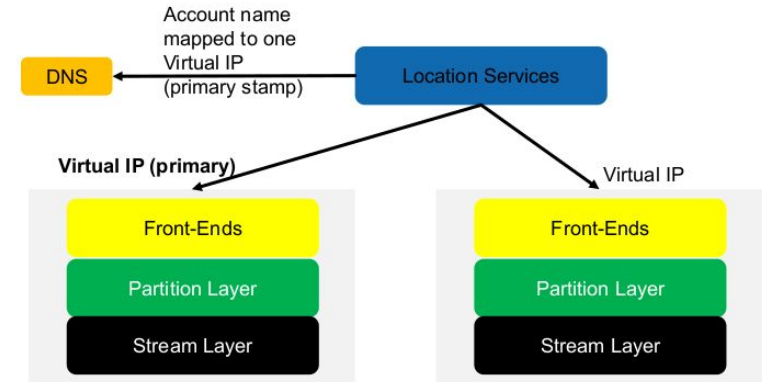 Account name
mapped to one
Virtual IP
(primary stamp)
DNS
Location Services
Virtual IP (primary)
Virtual IP
Front-Ends
Partition Layer
Stream Layer
Front-Ends
Partition Layer
Stream Layer